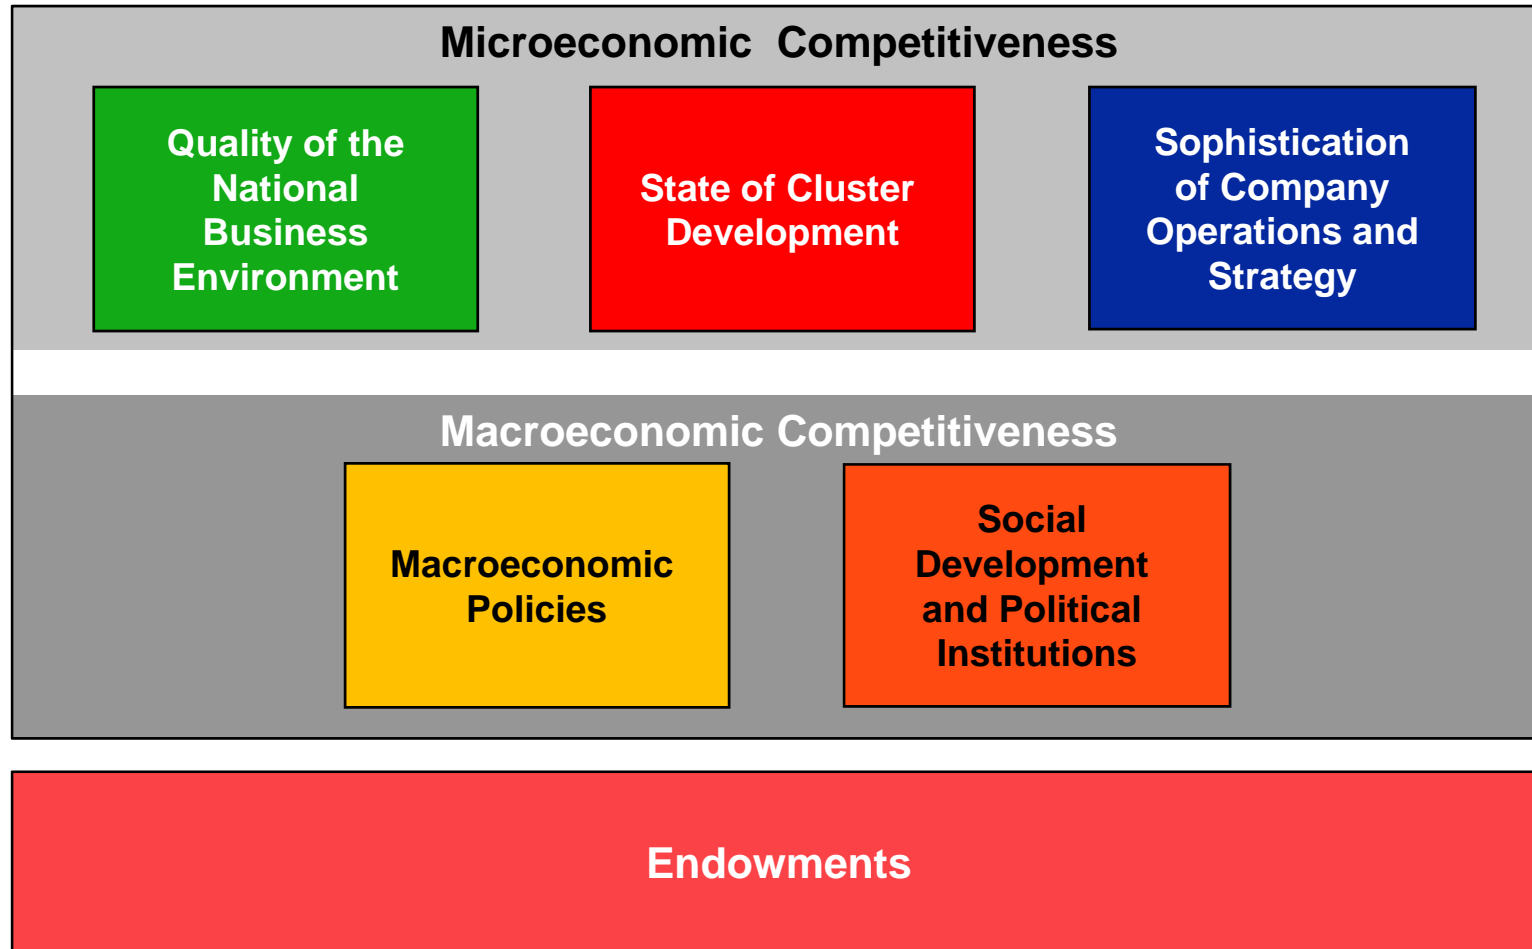 Microeconomic  Competitiveness
Quality of the
National
Business
Environment
State of Cluster
Development
Sophistication
of Company
Operations and
Strategy
Macroeconomic Competitiveness
Macroeconomic
Policies
Social
Development
and Political
Institutions
Endowments